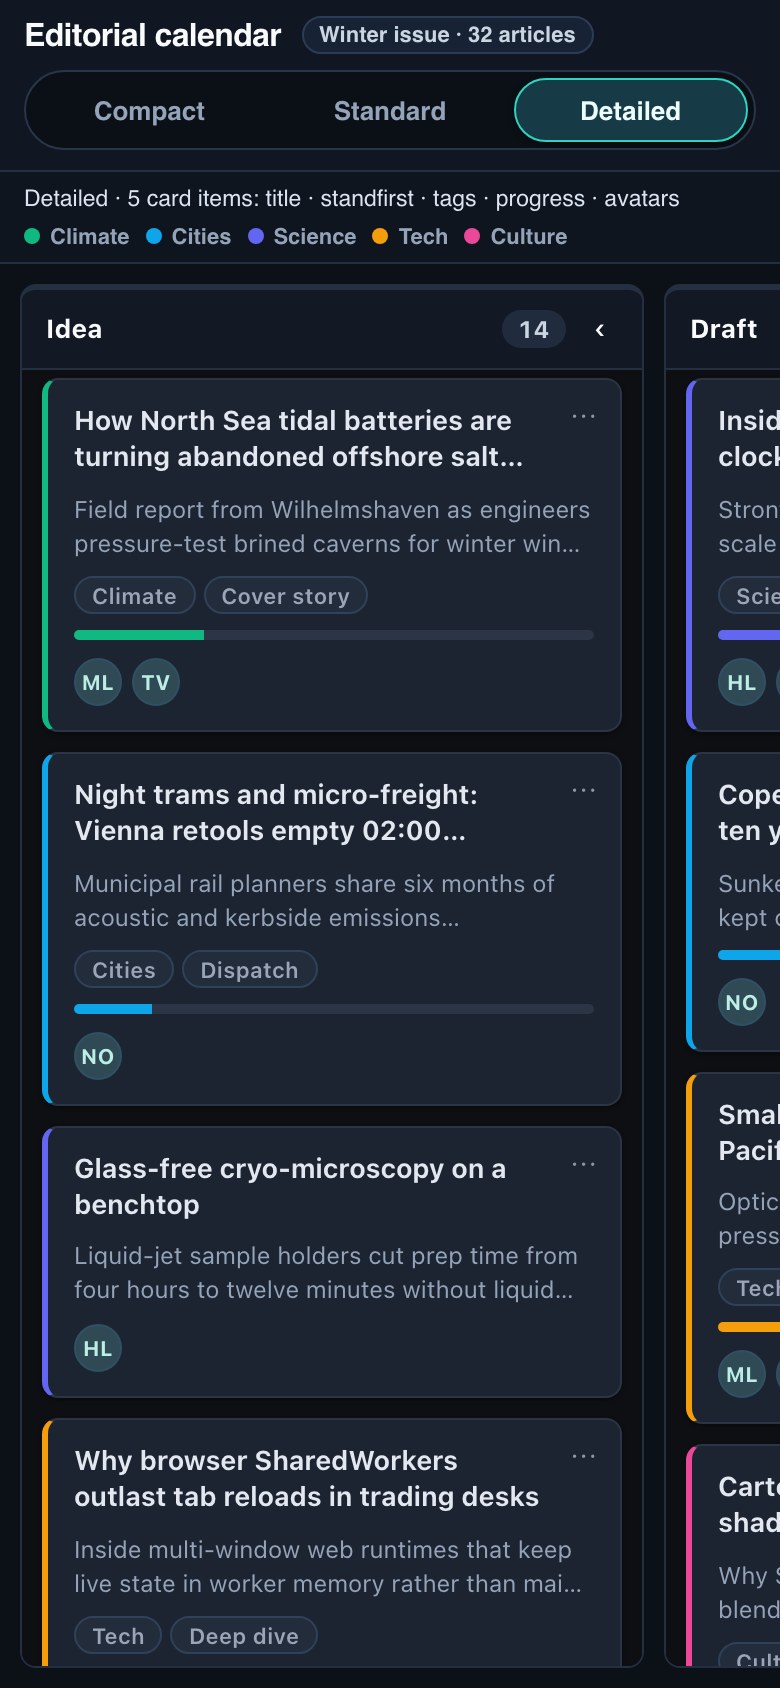 Editorial calendar
Winter issue · 32 articles
Compact
Standard
Detailed
Detailed · 5 card items: title · standfirst · tags · progress · avatars
Climate
Cities
Science
Tech
Culture
Idea
14
How North Sea tidal batteries are
turning abandoned offshore salt...
Field report from Wilhelmshaven as engineers
pressure-test brined caverns for winter win...
Climate
Cover story
ML
TV
Night trams and micro-freight:
Vienna retools empty 02:00...
Municipal rail planners share six months of
acoustic and kerbside emissions...
Cities
Dispatch
NO
Glass-free cryo-microscopy on a
benchtop
Liquid-jet sample holders cut prep time from
four hours to twelve minutes without liquid...
HL
Why browser SharedWorkers
outlast tab reloads in trading desks
Inside multi-window web runtimes that keep
live state in worker memory rather than mai...
Tech
Deep dive
Draft
HL
ten
scale
NO
kept
ML
Why